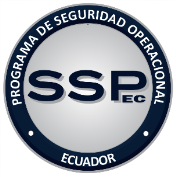 PROGRAMA DE SEGURIDAD OPERACIONAL
SSP
EC
ECUADOR